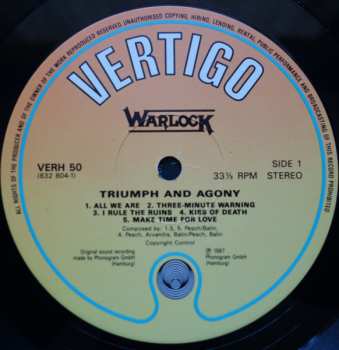 ALL RIGHTS OF THE PRODUCER AND OF THE OWNER OF THE WORK REPRODUCED RESERVED. UNAUTHORISED COPYING, HIRING, LENDING, RENTAL, PUBLIC PERFORMANCE AND BROADCASTING OF THIS RECORD PROHIBITED
VERTIGO
WARLOCK
VERH 50
(832 804-1)
SIDE 1
33⅓ RPM STEREO
TRIUMPH AND AGONY
1. ALL WE ARE 2. THREE-MINUTE WARNING
3. I RULE THE RUINS 4. KISS OF DEATH
5. MAKE TIME FOR LOVE
Composed by: 1.3, 5. Pesch/Balin,
Arvandre, Balin/Pesch, Balin
Copyright Control
Original sound recording
made by Phonogram GmbH
(Hamburg)
℗ 1987
Phonogram GmbH
(Hamburg)